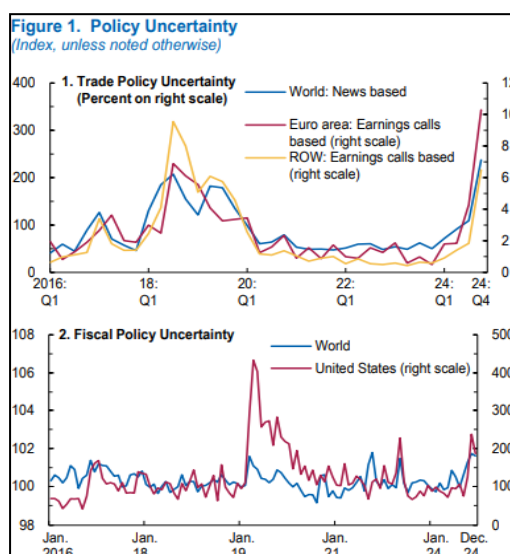 Figure 1. Policy Uncertainty
(Index, unless noted otherwise)
1. Trade Policy Uncertainty
(Percent on right scale)
World: News based
Euro area: Earnings calls
based (right scale)
ROW: Earnings calls based
(right scale)
400
300
200
100
0
10
8
6
4
2
0
2016:
Q1
18:
Q1
20:
Q1
22:
Q1
24:
Q1
24:
Q4
2. Fiscal Policy Uncertainty
World
United States (right scale)
108
106
104
102
100
98
500
400
300
200
100
0
Jan.
2016
Jan.
18
Jan.
19
Jan.
21
Jan.
24
Dec.
24